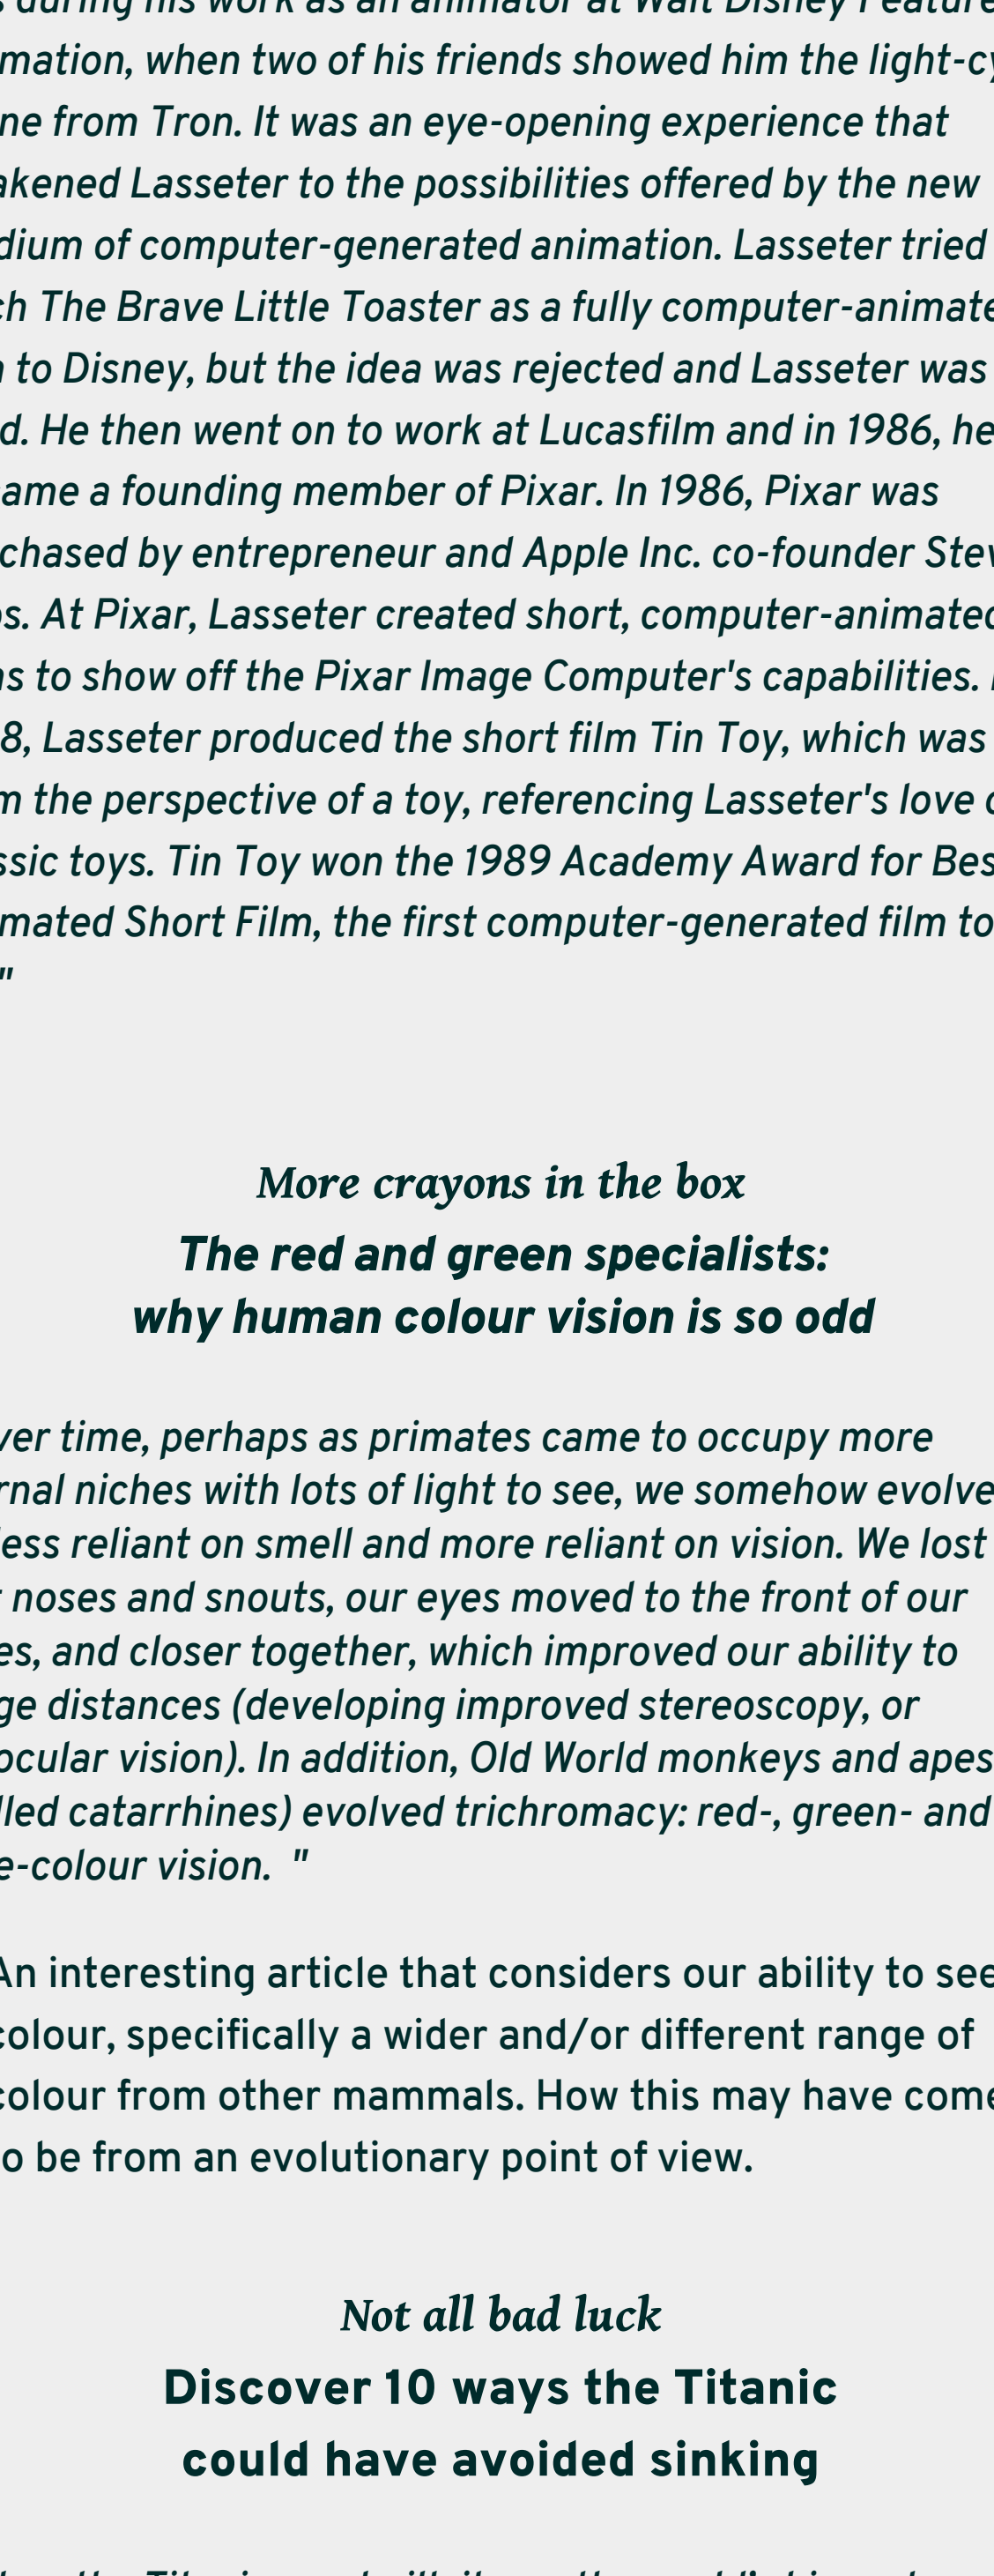 during his work as an animator at Walt Disney Feature
mation, when two of his friends showed him the light-cy
ne from Tron. It was an eye-opening experience that
akened Lasseter to the possibilities offered by the new
dium of computer-generated animation. Lasseter tried
ch The Brave Little Toaster as a fully computer-animate
to Disney, but the idea was rejected and Lasseter was
d. He then went on to work at Lucasfilm and in 1986, he
ame a founding member of Pixar. In 1986, Pixar was
chased by entrepreneur and Apple Inc. co-founder Stev
s. At Pixar, Lasseter created short, computer-animated
s to show off the Pixar Image Computer's capabilities.
8, Lasseter produced the short film Tin Toy, which was
m the perspective of a toy, referencing Lasseter's love o
ssic toys. Tin Toy won the 1989 Academy Award for Bes
mated Short Film, the first computer-generated film to
"
More crayons in the box
The red and green specialists:
why human colour vision is so odd
ver time, perhaps as primates came to occupy more
rnal niches with lots of light to see, we somehow evolve
less reliant on smell and more reliant on vision. We lost
r noses and snouts, our eyes moved to the front of our
es, and closer together, which improved our ability to
ge distances (developing improved stereoscopy, or
ocular vision). In addition, Old World monkeys and apes
lled catarrhines) evolved trichromacy: red-, green- and
e-colour vision. "
An interesting article that considers our ability to see
colour, specifically a wider and/or different range of
colour from other mammals. How this may have come
o be from an evolutionary point of view.
Not all bad luck
Discover 10 ways the Titanic
could have avoided sinking